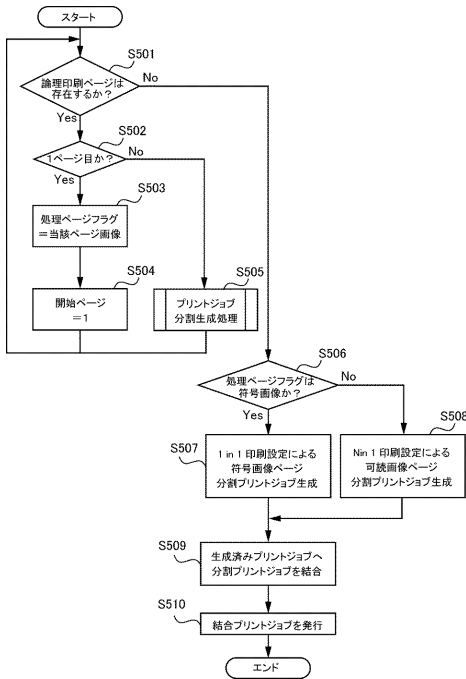 スタート
S501
論理印刷ページは
存在するか？
No
Yes
S502
1ページ目か？
No
Yes
S503
処理ページフラグ
＝当該ページ画像
S504
開始ページ
＝1
S505
プリントジョブ
分割生成処理
S506
処理ページフラグは
符号画像か？
No
Yes
S507
1 in 1 印刷設定による
符号画像ページ
分割プリントジョブ生成
S508
Nin 1 印刷設定による
可読画像ページ
分割プリントジョブ生成
S509
生成済みプリントジョブへ
分割プリントジョブを結合
S510
結合プリントジョブを発行
エンド